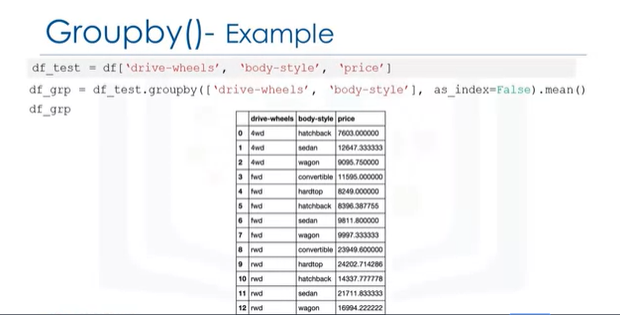 Groupby()- Example
df_test = df['drive-wheels', 'body-style', 'price']
df_grp = df_test.groupby(['drive-wheels', 'body-style'], as_index=False).mean()
df_grp
drive-wheels body-style price
0 4wd hatchback 7603.000000
1 4wd sedan 12647.333333
2 4wd wagon 9095.750000
3 fwd convertible 11595.000000
4 fwd hardtop 8249.000000
5 fwd hatchback 8396.387755
6 fwd sedan 9811.800000
7 fwd wagon 9997.333333
8 rwd convertible 23949.600000
9 rwd hardtop 24202.714286
10 rwd hatchback 14337.777778
11 rwd sedan 21711.833333
12 rwd wagon 16994.222222